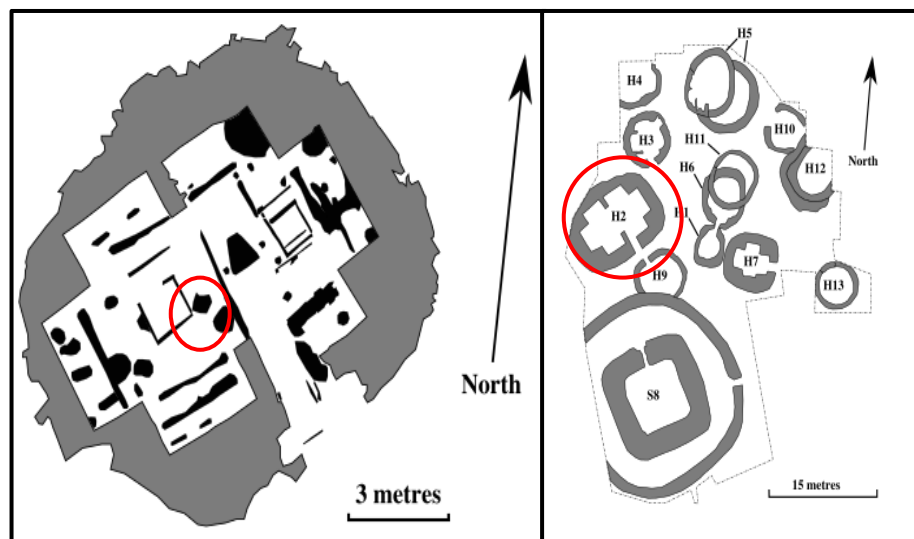 North
3 metres
H5
H4
H10
H3
H11
H12
North
H6
H2
H1
H7
H9
H13
S8
15 metres